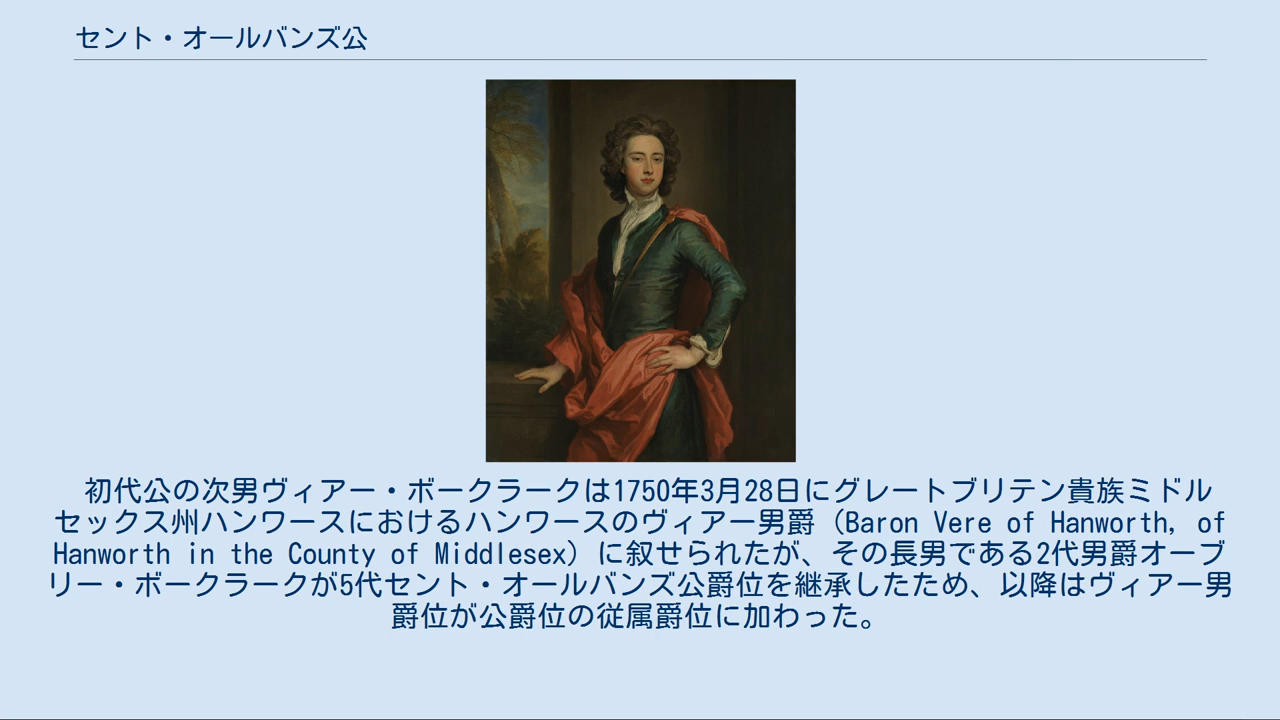 セント・オールバンズ公
初代公の次男ヴィアー・ボークラークは1750年3月28日にグレートブリテン貴族ミドル
セックス州ハンワースにおけるハンワースのヴィアー男爵（Baron Vere of Hanworth, of
Hanworth in the County of Middlesex）に叙せられたが、その長男である2代男爵オーブ
リー・ボークラークが5代セント・オールバンズ公爵位を継承したため、以降はヴィアー男
爵位が公爵位の従属爵位に加わった。